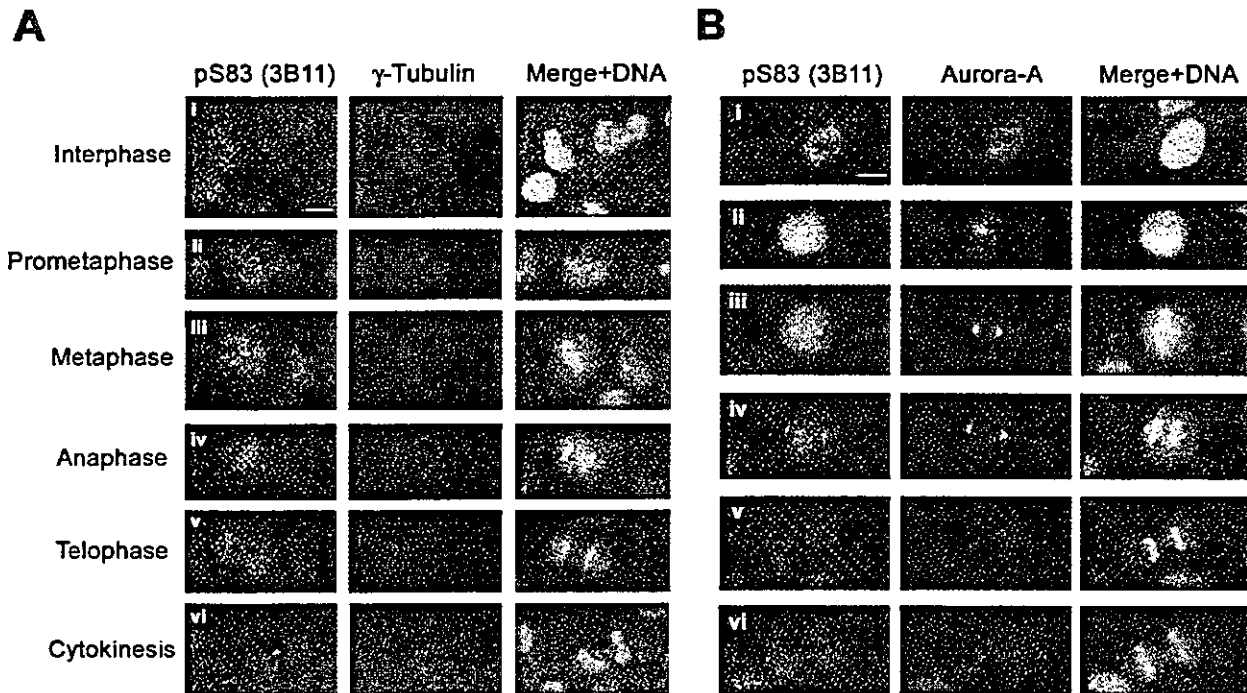 A
B
pS83 (3B11) γ-Tubulin Merge+DNA
pS83 (3B11) Aurora-A Merge+DNA
Interphase
i
i
Prometaphase
ii
ii
Metaphase
iii
iii
Anaphase
iv
iv
Telophase
v
v
Cytokinesis
vi
vi